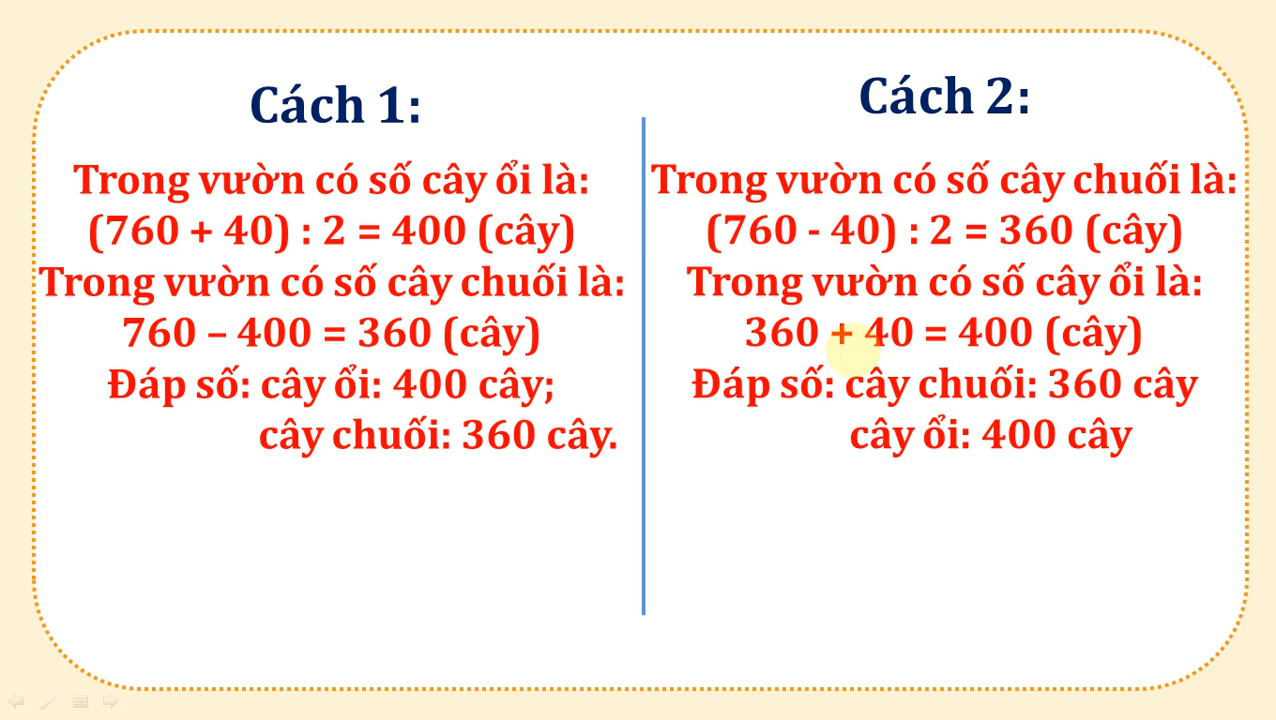 Cách 1:
Trong vườn có số cây ổi là:
(760 + 40) : 2 = 400 (cây)
Trong vườn có số cây chuối là:
760 – 400 = 360 (cây)
Đáp số: cây ổi: 400 cây;
cây chuối: 360 cây.
Cách 2:
Trong vườn có số cây chuối là:
(760 - 40) : 2 = 360 (cây)
Trong vườn có số cây ổi là:
360 + 40 = 400 (cây)
Đáp số: cây chuối: 360 cây
cây ổi: 400 cây